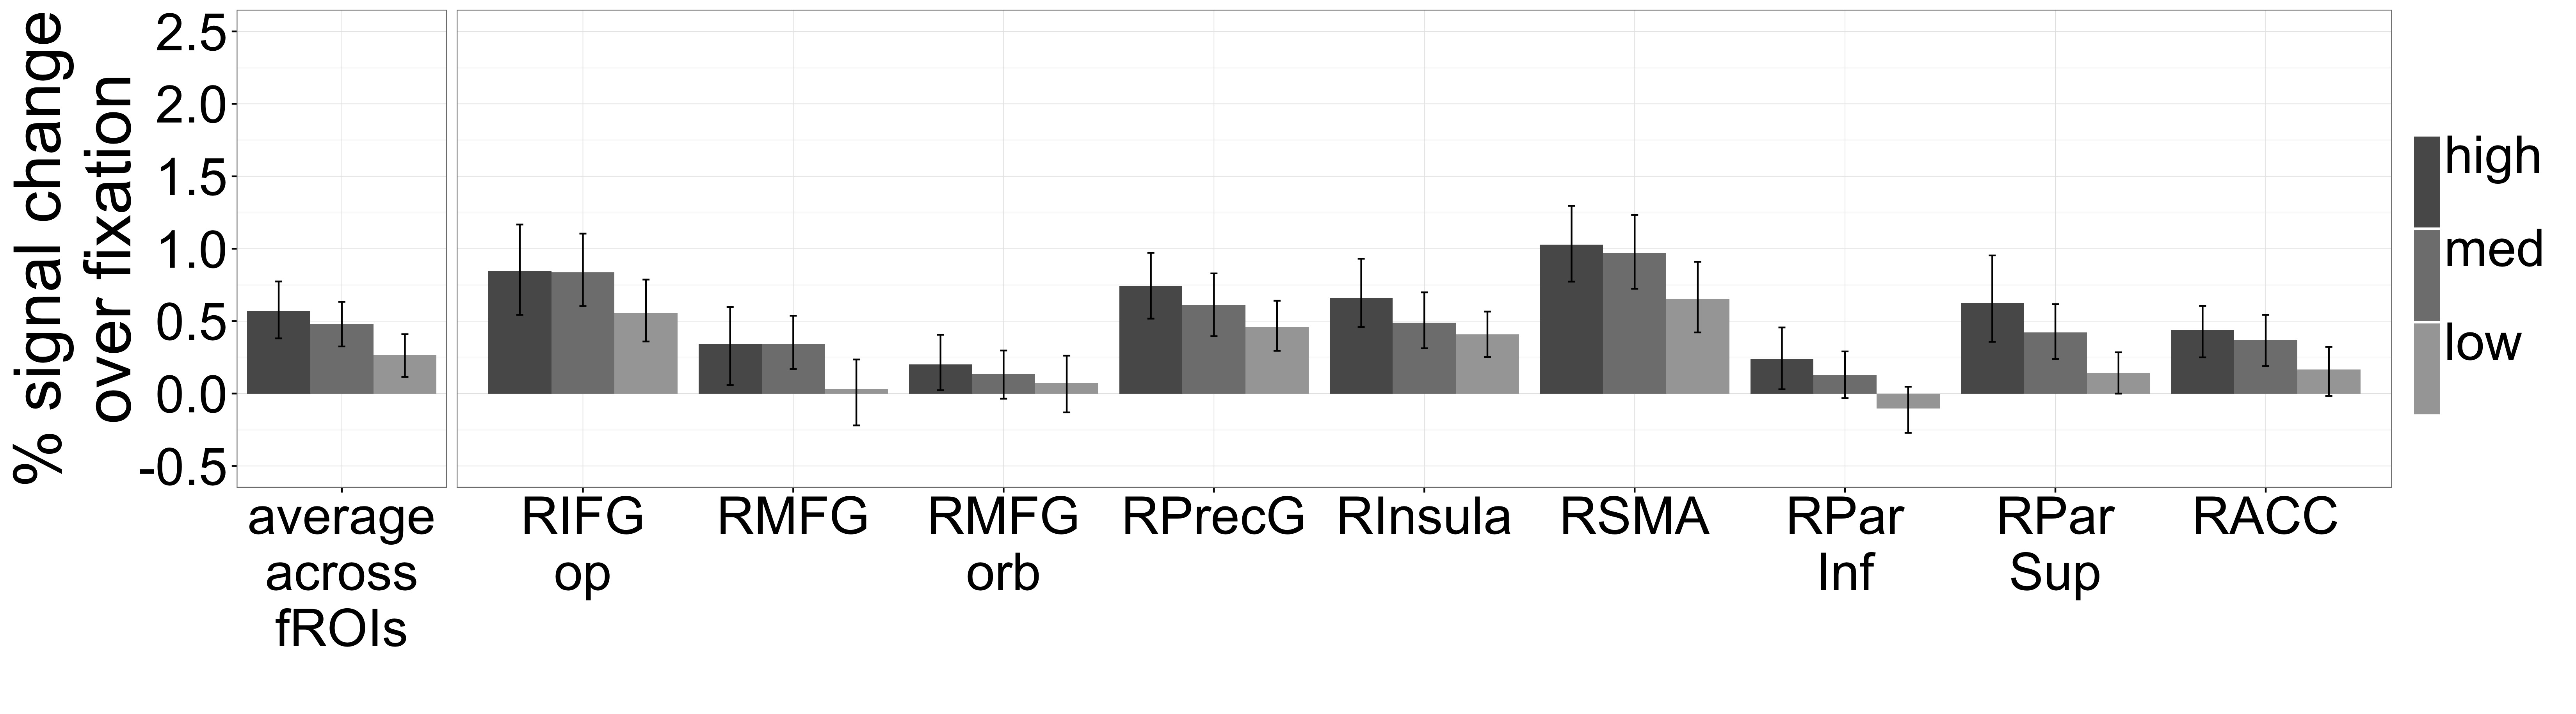 % signal change
over fixation
2.5
2.0
1.5
1.0
0.5
0.0
-0.5
average
across
fROIs
RIFG
op
RMFG
RMFG
orb
RPrecG
RInsula
RSMA
RPar
Inf
RPar
Sup
RACC
high
med
low